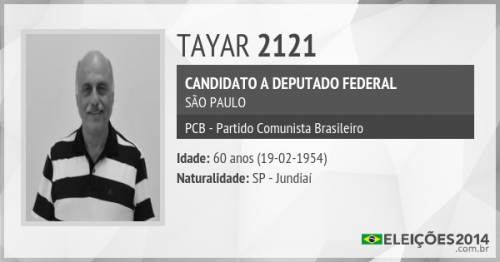 TAYAR 2121
CANDIDATO A DEPUTADO FEDERAL
SÃO PAULO
PCB - Partido Comunista Brasileiro
Idade: 60 anos (19-02-1954)
Naturalidade: SP - Jundiaí
ELEIÇÕES2014
.com.br